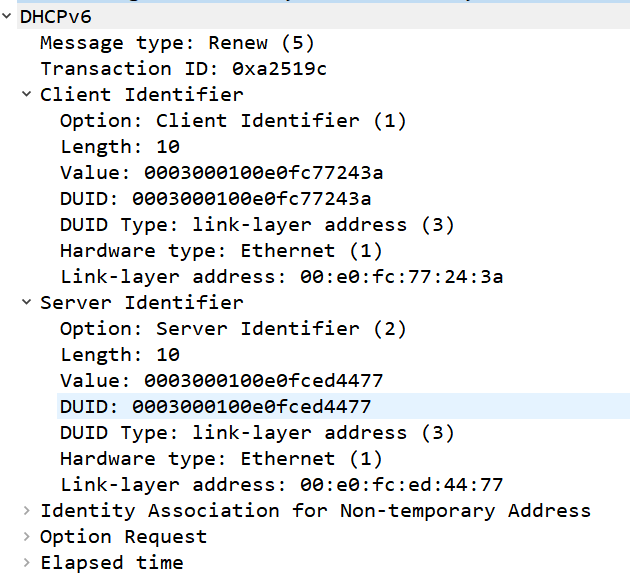 DHCPv6
Message type: Renew (5)
Transaction ID: 0xa2519c
Client Identifier
Option: Client Identifier (1)
Length: 10
Value: 0003000100e0fc77243a
DUID: 0003000100e0fc77243a
DUID Type: link-layer address (3)
Hardware type: Ethernet (1)
Link-layer address: 00:e0:fc:77:24:3a
Server Identifier
Option: Server Identifier (2)
Length: 10
Value: 0003000100e0fced4477
DUID: 0003000100e0fced4477
DUID Type: link-layer address (3)
Hardware type: Ethernet (1)
Link-layer address: 00:e0:fc:ed:44:77
Identity Association for Non-temporary Address
Option Request
Elapsed time